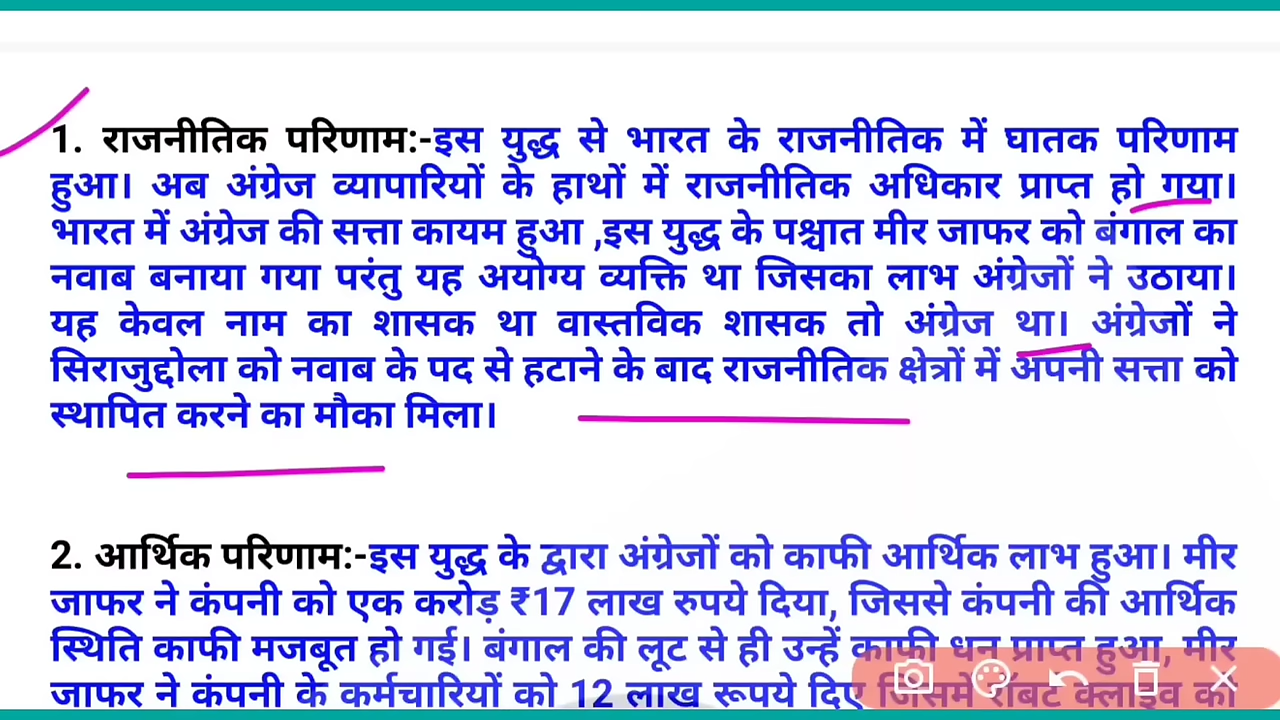 1. राजनीतिक परिणाम:-इस युद्ध से भारत के राजनीतिक में घातक परिणाम
हुआ। अब अंग्रेज व्यापारियों के हाथों में राजनीतिक अधिकार प्राप्त हो गया।
भारत में अंग्रेज की सत्ता कायम हुआ ,इस युद्ध के पश्चात मीर जाफर को बंगाल का
नवाब बनाया गया परंतु यह अयोग्य व्यक्ति था जिसका लाभ अंग्रेजों ने उठाया।
यह केवल नाम का शासक था वास्तविक शासक तो अंग्रेज था। अंग्रेजों ने
सिराजुद्दोला को नवाब के पद से हटाने के बाद राजनीतिक क्षेत्रों में अपनी सत्ता को
स्थापित करने का मौका मिला।
2. आर्थिक परिणाम:-इस युद्ध के द्वारा अंग्रेजों को काफी आर्थिक लाभ हुआ। मीर
जाफर ने कंपनी को एक करोड़ ₹17 लाख रुपये दिया, जिससे कंपनी की आर्थिक
स्थिति काफी मजबूत हो गई। बंगाल की लूट से ही उन्हें काफी धन प्राप्त हुआ, मीर
जाफर ने कंपनी के कर्मचारियों को 12 लाख रूपये दिए जिसमें रॉबर्ट क्लाइव को